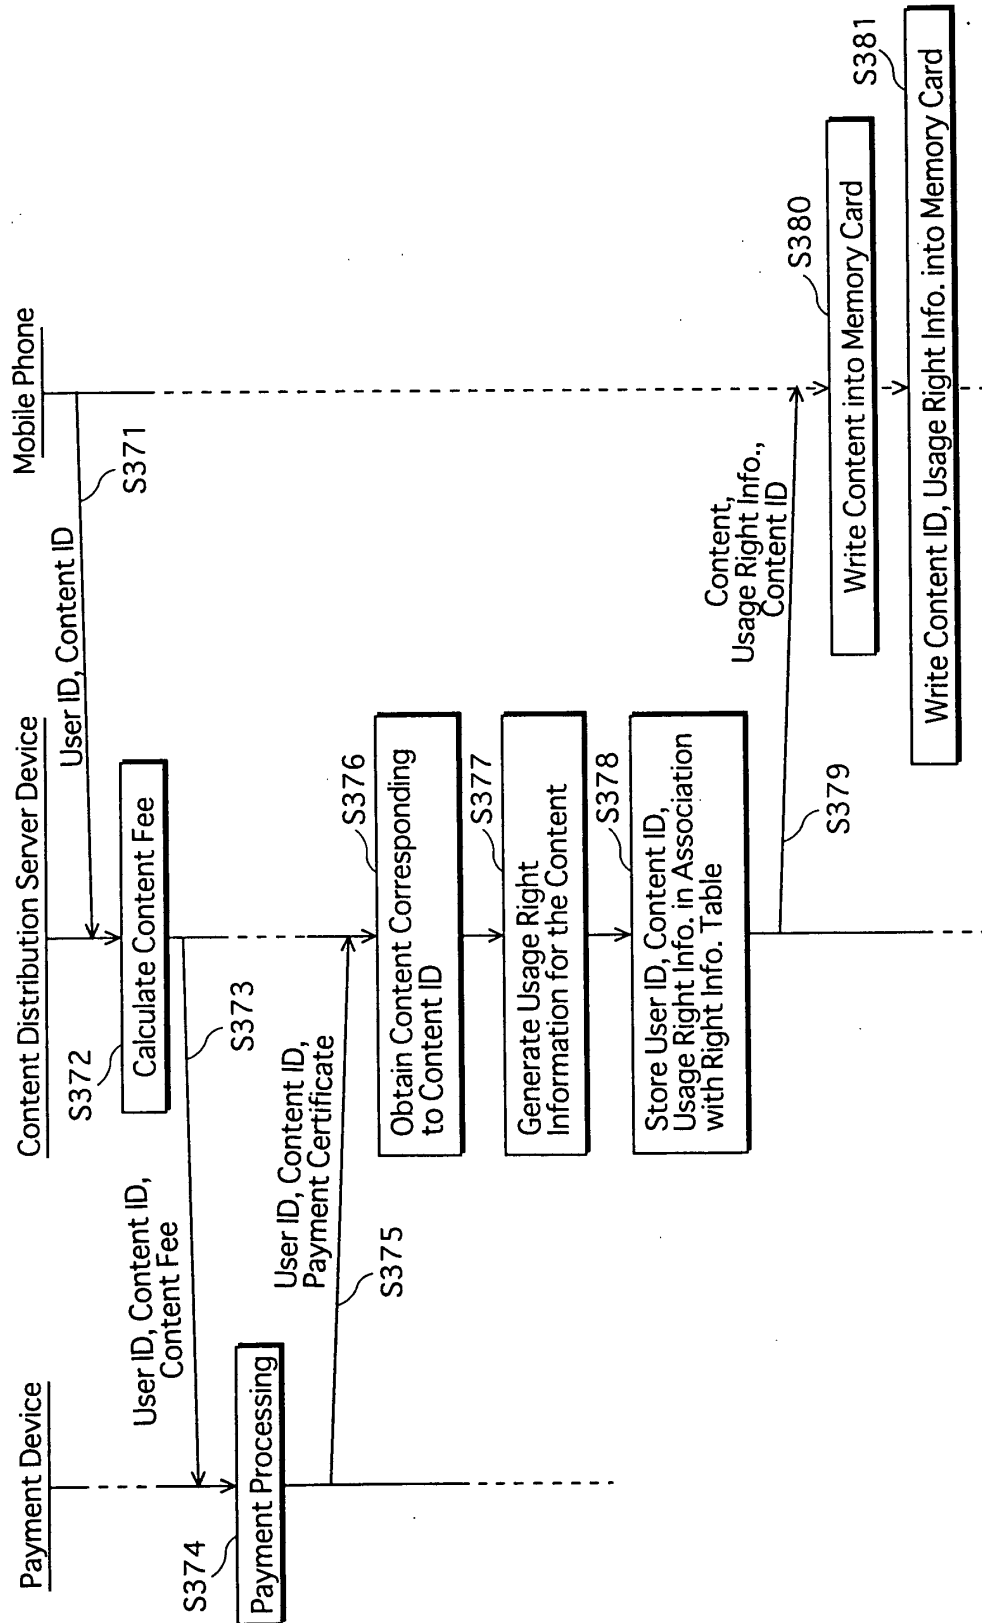 Payment Device
Content Distribution Server Device
Mobile Phone
User ID, Content ID
S371
S372
Calculate Content Fee
User ID, Content ID,
Content Fee
S373
S374
Payment Processing
User ID, Content ID,
Payment Certificate
S375
S376
Obtain Content Corresponding
to Content ID
S377
Generate Usage Right
Information for the Content
S378
Store User ID, Content ID,
Usage Right Info. in Association
with Right Info. Table
Content,
Usage Right Info.,
Content ID
S379
S380
Write Content into Memory Card
S381
Write Content ID, Usage Right Info. into Memory Card